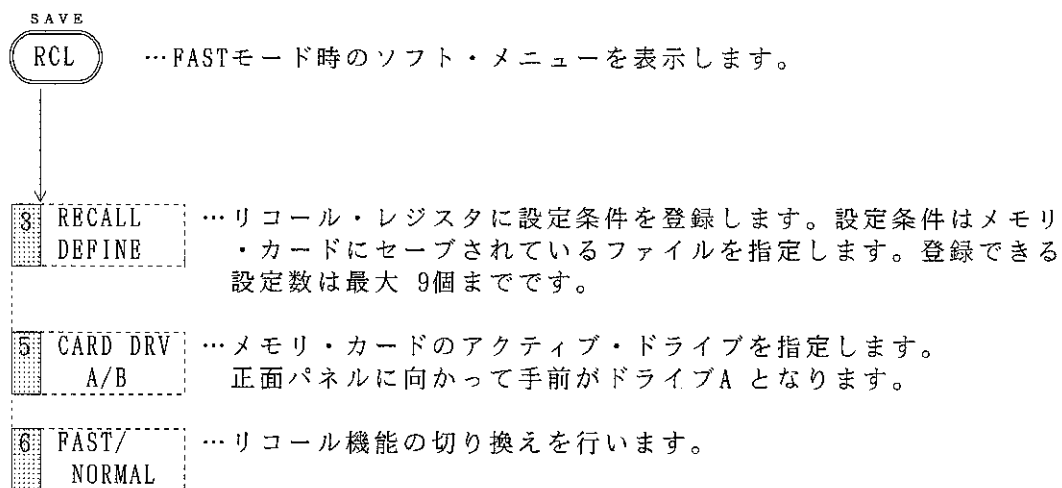 SAVE
RCL …FASTモード時のソフト・メニューを表示します。
3 RECALL …リコール・レジスタに設定条件を登録します。設定条件はメモリ
DEFINE ・カードにセーブされているファイルを指定します。登録できる
設定数は最大 9個までです。
5 CARD DRV …メモリ・カードのアクティブ・ドライブを指定します。
A/B 正面パネルに向かって手前がドライブA となります。
6 FAST/ …リコール機能の切り換えを行います。
NORMAL